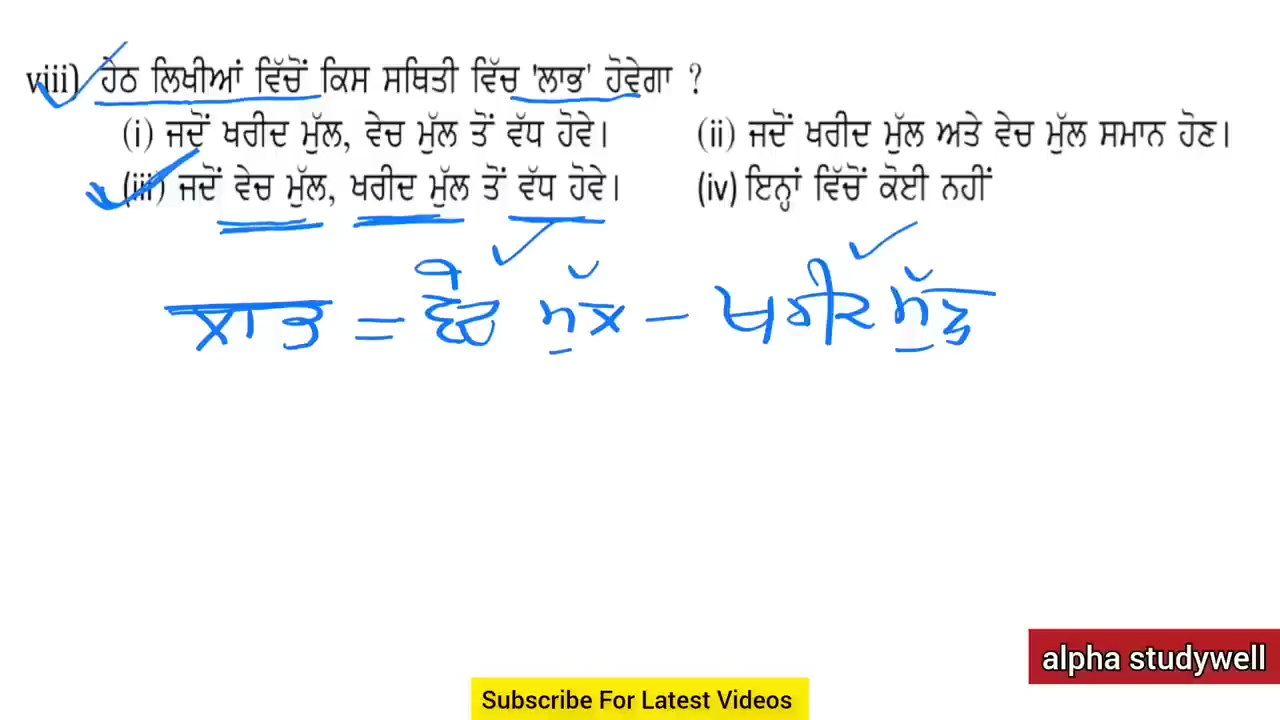 viii) ਹੇਠ ਲਿਖੀਆਂ ਵਿੱਚੋਂ ਕਿਸ ਸਥਿਤੀ ਵਿੱਚ 'ਲਾਭ' ਹੋਵੇਗਾ ?
(i) ਜਦੋਂ ਖਰੀਦ ਮੁੱਲ, ਵੇਚ ਮੁੱਲ ਤੋਂ ਵੱਧ ਹੋਵੇ। (ii) ਜਦੋਂ ਖਰੀਦ ਮੁੱਲ ਅਤੇ ਵੇਚ ਮੁੱਲ ਸਮਾਨ ਹੋਣ।
(iii) ਜਦੋਂ ਵੇਚ ਮੁੱਲ, ਖਰੀਦ ਮੁੱਲ ਤੋਂ ਵੱਧ ਹੋਵੇ। (iv) ਇਨ੍ਹਾਂ ਵਿੱਚੋਂ ਕੋਈ ਨਹੀਂ
ਲਾਭ = ਵੇਚ ਮੁੱਲ - ਖਰੀਦ ਮੁੱਲ
alpha studywell
Subscribe For Latest Videos